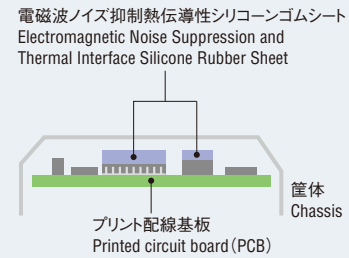 電磁波ノイズ抑制熱伝導性シリコーンゴムシート
Electromagnetic Noise Suppression and
Thermal Interface Silicone Rubber Sheet
筐体
Chassis
プリント配線基板
Printed circuit board（PCB）